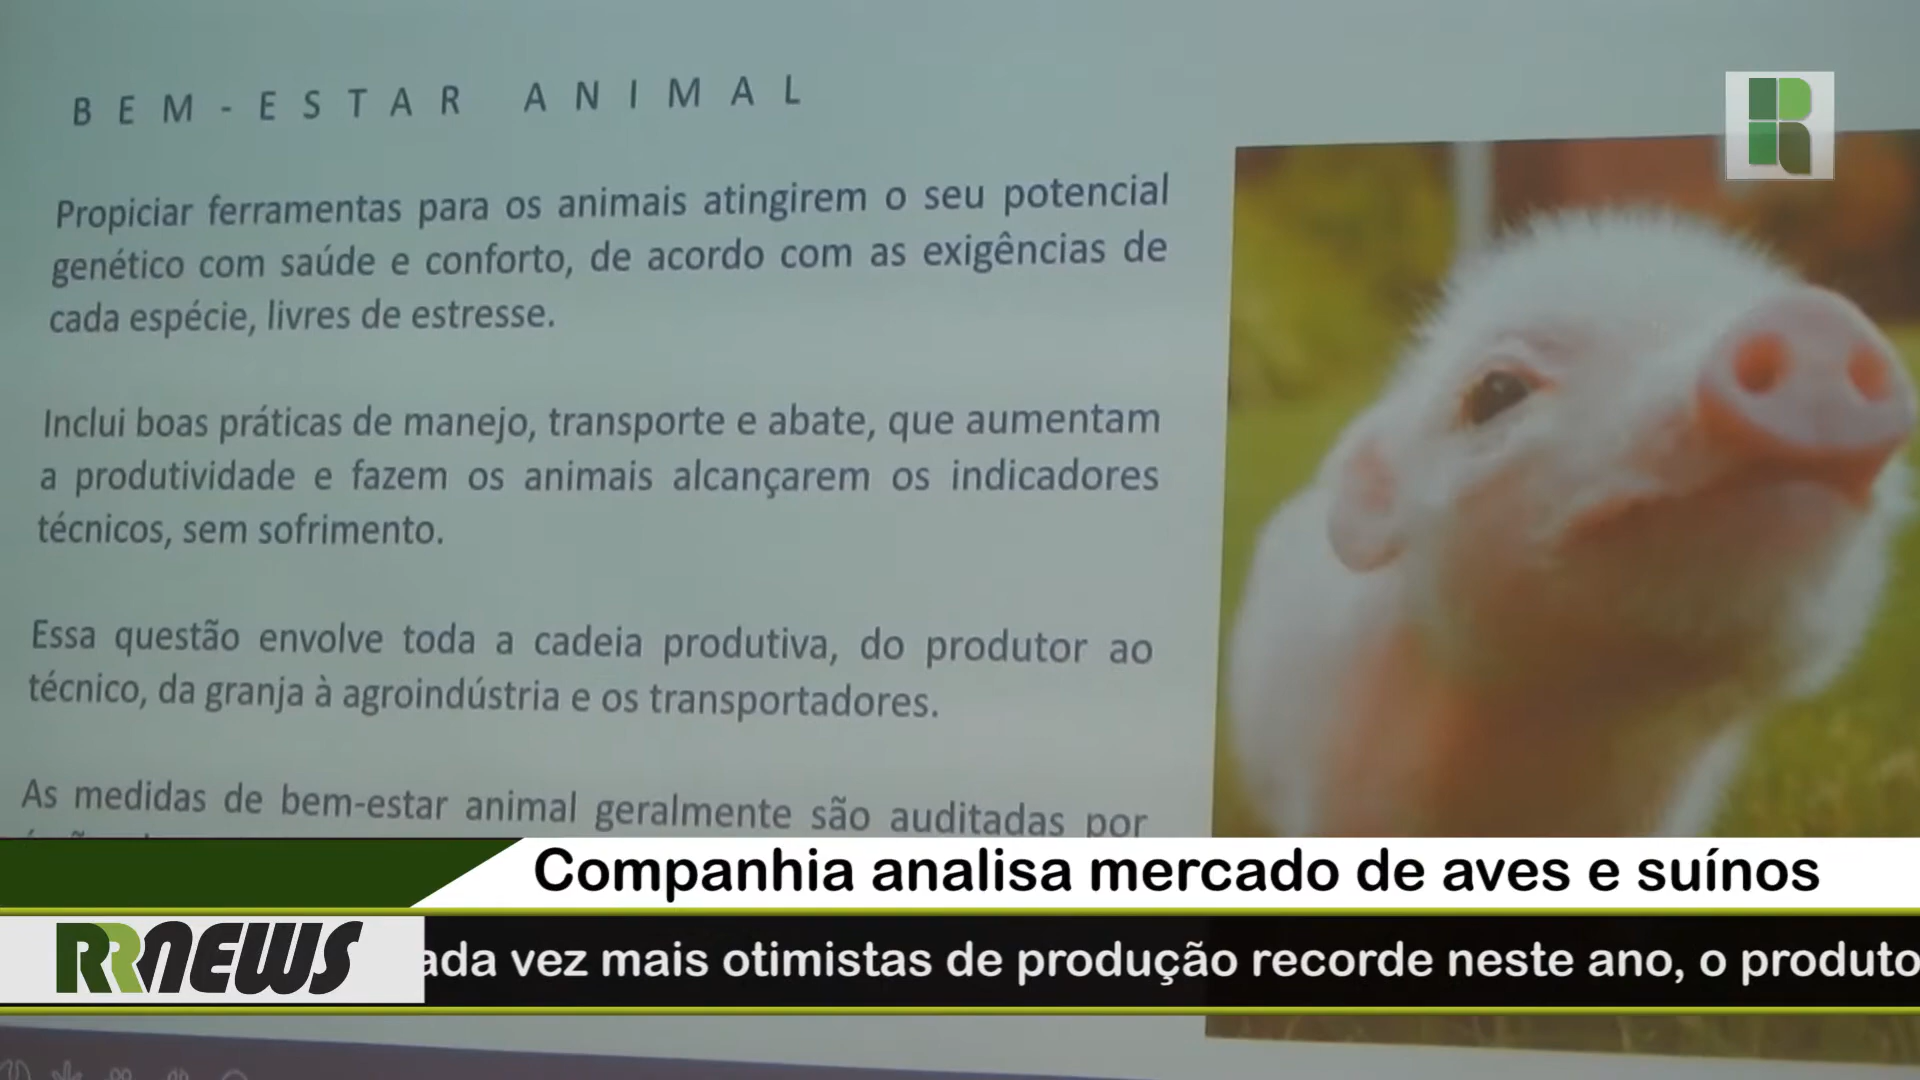 BEM-ESTAR ANIMAL
Propiciar ferramentas para os animais atingirem o seu potencial
genético com saúde e conforto, de acordo com as exigências de
cada espécie, livres de estresse.
Inclui boas práticas de manejo, transporte e abate, que aumentam
a produtividade e fazem os animais alcançarem os indicadores
técnicos, sem sofrimento.
Essa questão envolve toda a cadeia produtiva, do produtor ao
técnico, da granja à agroindústria e os transportadores.
As medidas de bem-estar animal geralmente são auditadas por
Companhia analisa mercado de aves e suínos
RRNEWS
ada vez mais otimistas de produção recorde neste ano, o produto